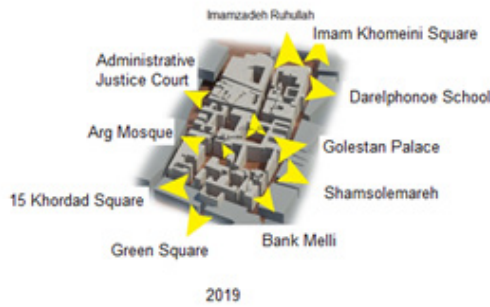 Imamzadeh Ruhullah
Imam Khomeini Square
Administrative
Justice Court
Darelphonoe School
Arg Mosque
Golestan Palace
Shamsolemareh
15 Khordad Square
Bank Melli
Green Square
2019